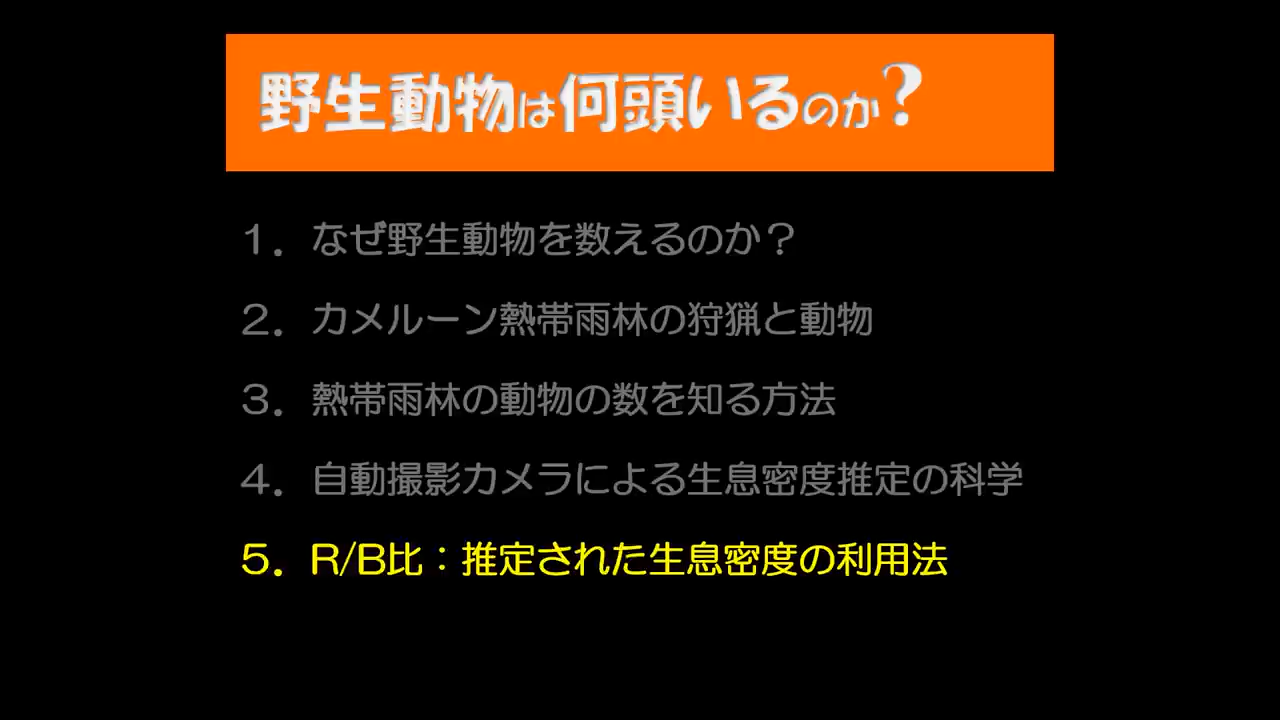 野生動物は何頭いるのか?
１．なぜ野生動物を数えるのか？
２．カメルーン熱帯雨林の狩猟と動物
３．熱帯雨林の動物の数を知る方法
４．自動撮影カメラによる生息密度推定の科学
５．R/B比：推定された生息密度の利用法